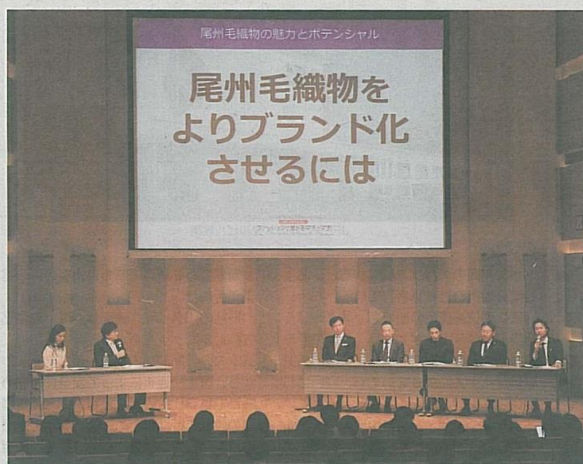 尾州毛織物の魅力とポテンシャル
尾州毛織物を
よりブランド化
させるには